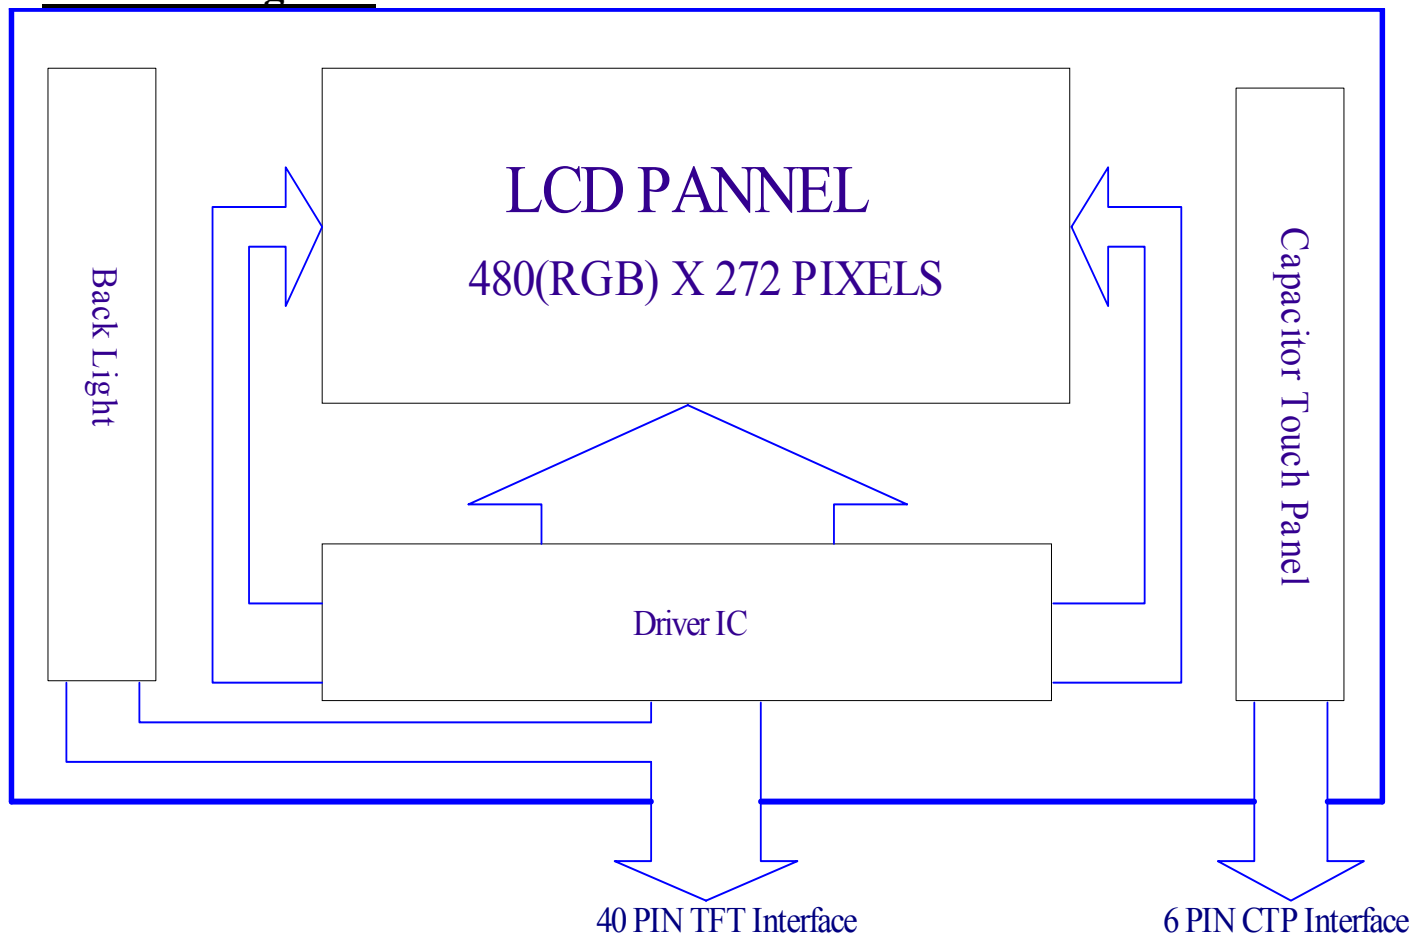 LCD PANNEL
480(RGB) X 272 PIXELS
Back Light
Capacitor Touch Panel
Driver IC
40 PIN TFT Interface
6 PIN CTP Interface